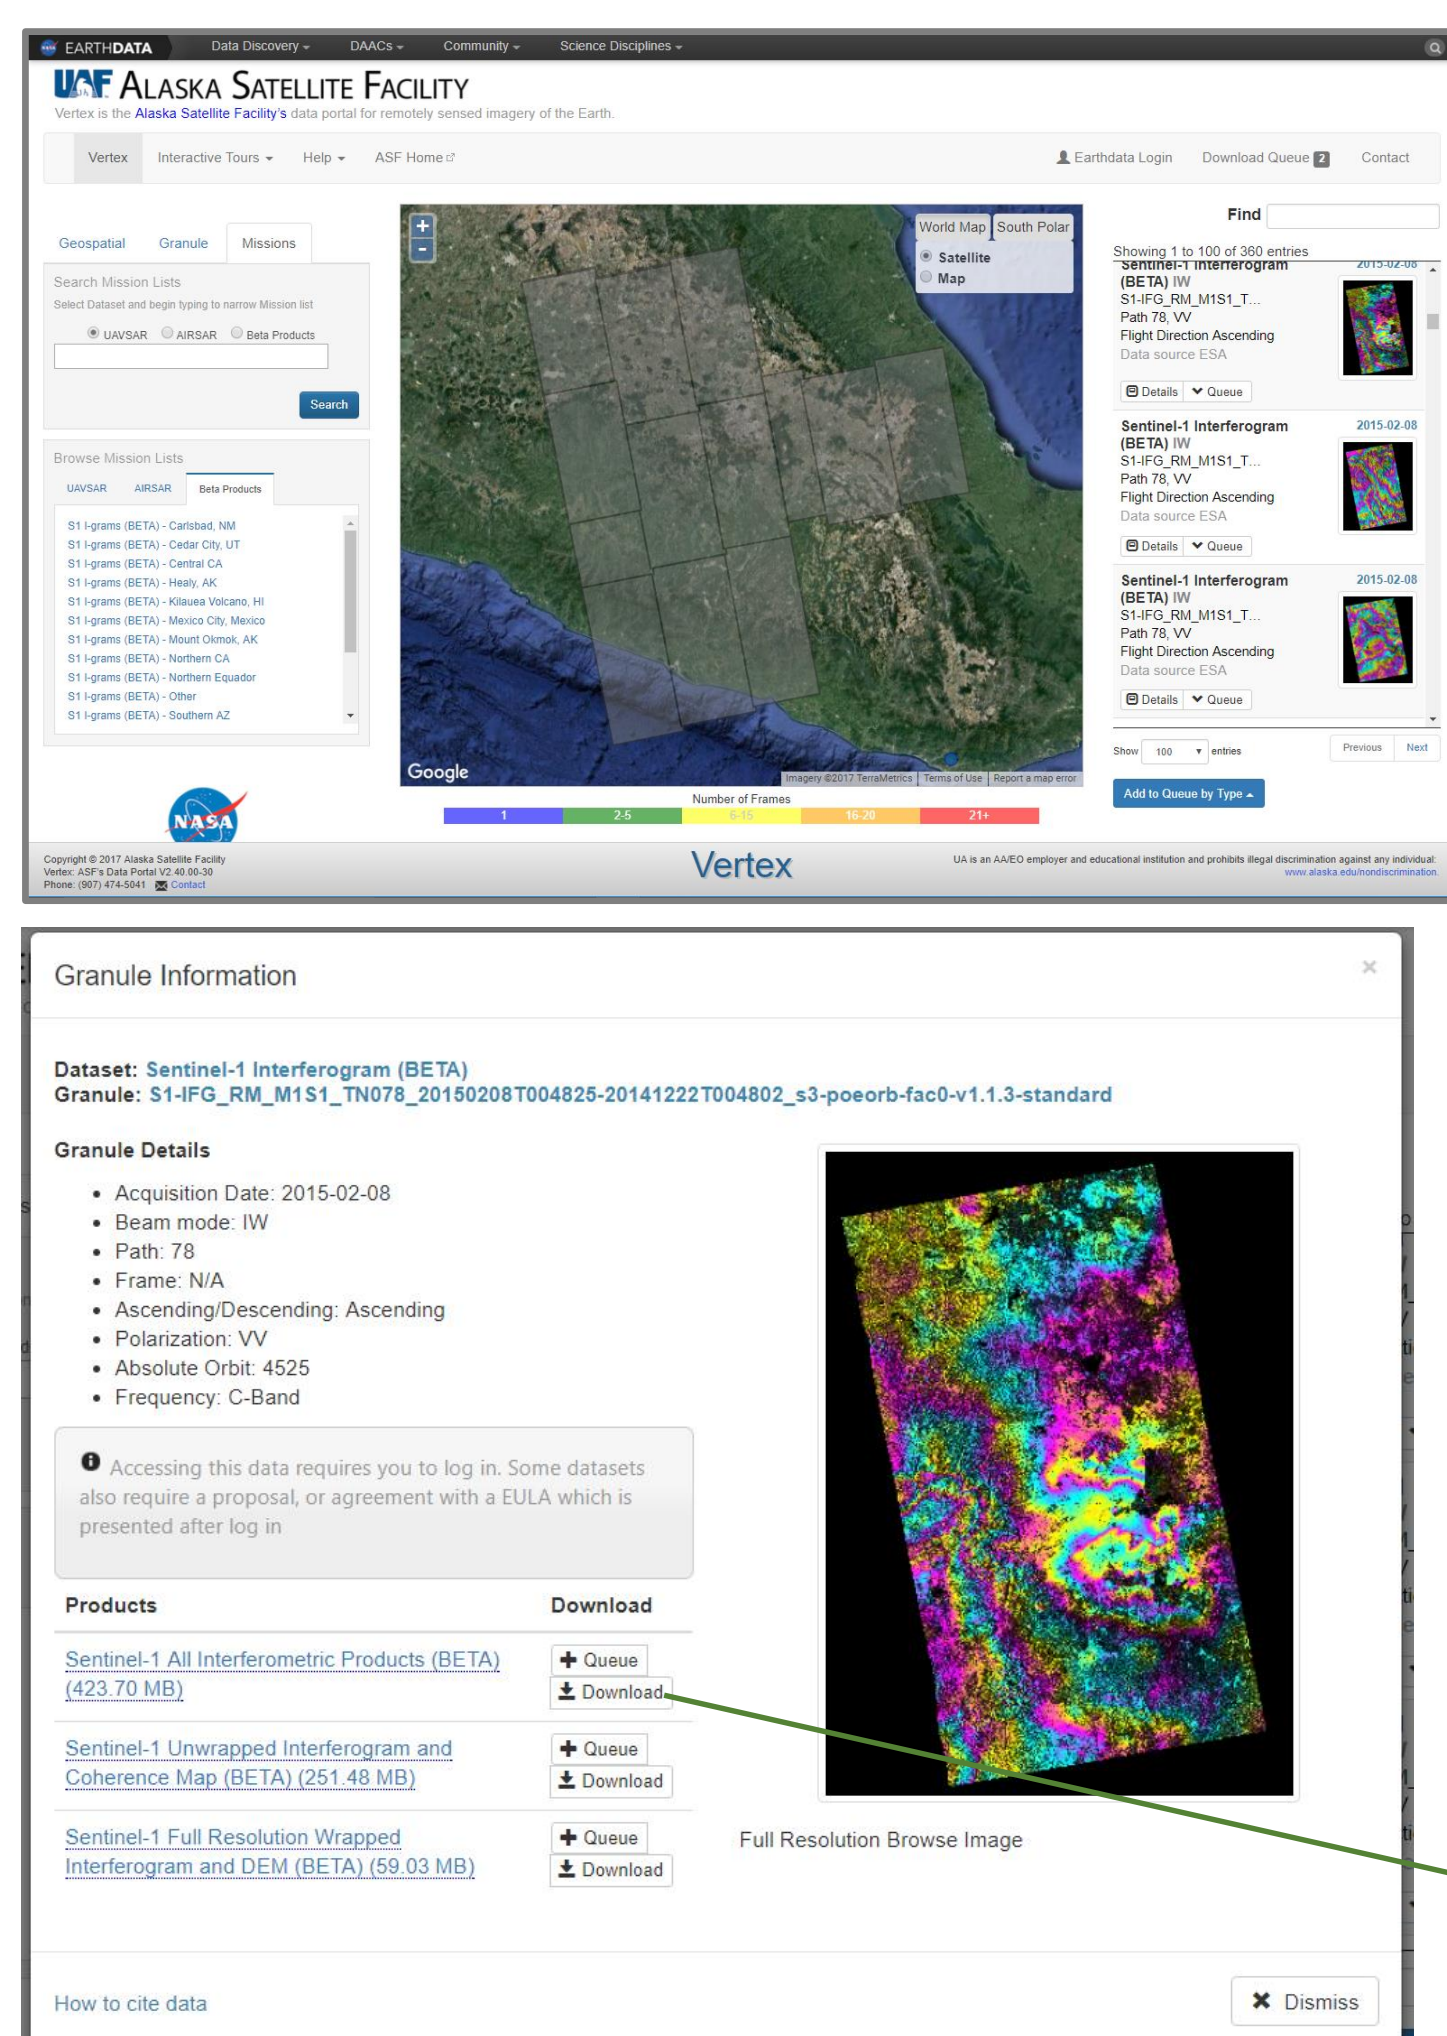 EARTHDATA Data Discovery DAACs Community Science Disciplines
UAF ALASKA SATELLITE FACILITY
Vertex is the Alaska Satellite Facility's data portal for remotely sensed imagery of the Earth.
Vertex Interactive Tours Help ASF Home Earthdata Login Download Queue 2 Contact
Geospatial Granule Missions
Search Mission Lists
Select Dataset and begin typing to narrow Mission list
UAVSAR AIRSAR Beta Products
Search
Browse Mission Lists
UAVSAR AIRSAR Beta Products
S1 I-grams (BETA) - Carlsbad, NM
S1 I-grams (BETA) - Cedar City, UT
S1 I-grams (BETA) - Central CA
S1 I-grams (BETA) - Healy, AK
S1 I-grams (BETA) - Kilauea Volcano, HI
S1 I-grams (BETA) - Mexico City, Mexico
S1 I-grams (BETA) - Mount Okmok, AK
S1 I-grams (BETA) - Northern CA
S1 I-grams (BETA) - Northern Equador
S1 I-grams (BETA) - Other
S1 I-grams (BETA) - Southern AZ
NASA
+
-
World Map South Polar
Satellite
Map
Google
Imagery ©2017 TerraMetrics Terms of Use Report a map error
Number of Frames
1 2-5 6-15 16-20 21+
Find
Showing 1 to 100 of 360 entries
Sentinel-1 Interferogram 2015-02-08
(BETA) IW
S1-IFG_RM_M1S1_T...
Path 78, VV
Flight Direction Ascending
Data source ESA
Details Queue
Sentinel-1 Interferogram 2015-02-08
(BETA) IW
S1-IFG_RM_M1S1_T...
Path 78, VV
Flight Direction Ascending
Data source ESA
Details Queue
Sentinel-1 Interferogram 2015-02-08
(BETA) IW
S1-IFG_RM_M1S1_T...
Path 78, VV
Flight Direction Ascending
Data source ESA
Details Queue
Show 100 entries Previous Next
Add to Queue by Type
Copyright © 2017 Alaska Satellite Facility
Vertex: ASF's Data Portal V2.40.00-30
Phone: (907) 474-5041 Contact
Vertex
UA is an AA/EO employer and educational institution and prohibits illegal discrimination against any individual:
www.alaska.edu/nondiscrimination.
Granule Information ×
Dataset: Sentinel-1 Interferogram (BETA)
Granule: S1-IFG_RM_M1S1_TN078_20150208T004825-20141222T004802_s3-poeorb-fac0-v1.1.3-standard
Granule Details
• Acquisition Date: 2015-02-08
• Beam mode: IW
• Path: 78
• Frame: N/A
• Ascending/Descending: Ascending
• Polarization: VV
• Absolute Orbit: 4525
• Frequency: C-Band
Accessing this data requires you to log in. Some datasets
also require a proposal, or agreement with a EULA which is
presented after log in
Products Download
Sentinel-1 All Interferometric Products (BETA) + Queue
(423.70 MB) Download
Sentinel-1 Unwrapped Interferogram and + Queue
Coherence Map (BETA) (251.48 MB) Download
Sentinel-1 Full Resolution Wrapped + Queue
Interferogram and DEM (BETA) (59.03 MB) Download
Full Resolution Browse Image
How to cite data
Dismiss